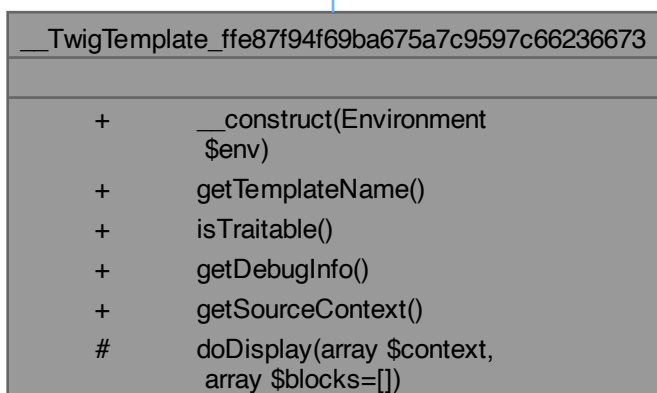 __TwigTemplate_ffe87f94f69ba675a7c9597c66236673
+ __construct(Environment
$env)
+ getTemplateName()
+ isTraitable()
+ getDebugInfo()
+ getSourceContext()
# doDisplay(array $context,
array $blocks=[])